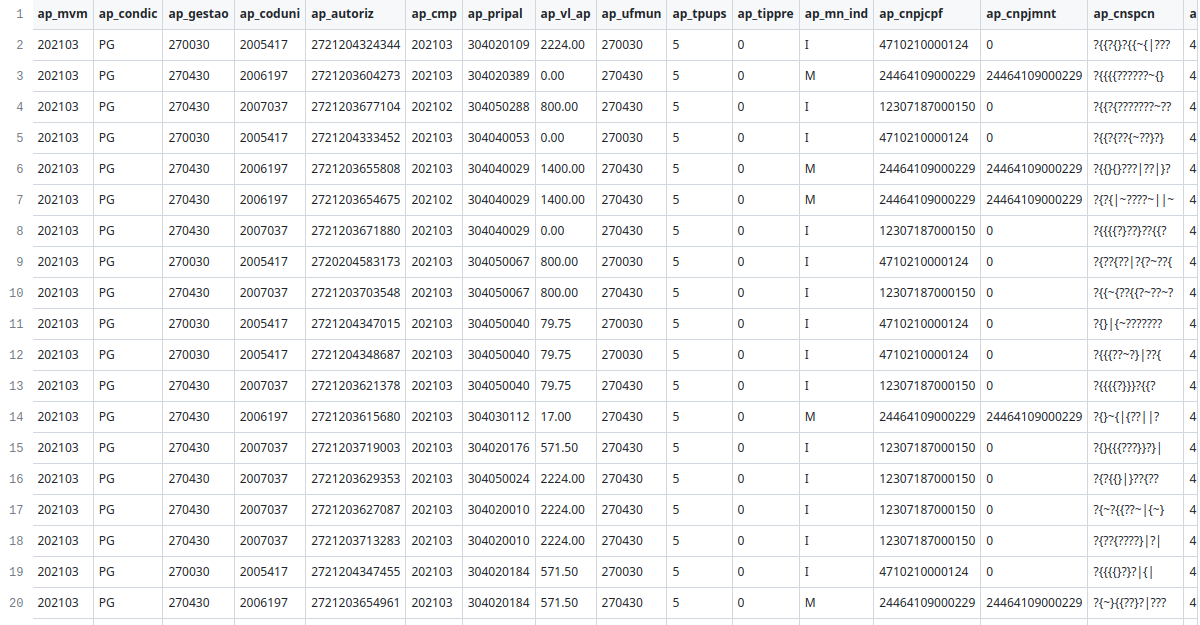 1 ap_mvm ap_condic ap_gestao ap_coduni ap_autoriz ap_cmp ap_pripal ap_vl_ap ap_ufmun ap_tpups ap_tippre ap_mn_ind ap_cnpjcpf ap_cnpjmnt ap_cnspcn a
2 202103 PG 270030 2005417 2721204324344 202103 304020109 2224.00 270030 5 0 I 4710210000124 0 ?{{?{}?{{~{|??? 4
3 202103 PG 270430 2006197 2721203604273 202103 304020389 0.00 270430 5 0 M 24464109000229 24464109000229 ?{{{{??????~{} 4
4 202103 PG 270430 2007037 2721203677104 202102 304050288 800.00 270430 5 0 I 12307187000150 0 ?{{?{???????~?? 4
5 202103 PG 270030 2005417 2721204333452 202103 304040053 0.00 270030 5 0 I 4710210000124 0 ?{{?{??{~??}?} 4
6 202103 PG 270430 2006197 2721203655808 202103 304040029 1400.00 270430 5 0 M 24464109000229 24464109000229 ?{{}{}???|??|}? 4
7 202103 PG 270430 2006197 2721203654675 202102 304040029 1400.00 270430 5 0 M 24464109000229 24464109000229 ?{?{|~????~||~ 4
8 202103 PG 270430 2007037 2721203671880 202103 304040029 0.00 270430 5 0 I 12307187000150 0 ?{{{{?}??}??{{? 4
9 202103 PG 270030 2005417 2720204583173 202103 304050067 800.00 270030 5 0 I 4710210000124 0 ?{??{??|?{?~??{ 4
10 202103 PG 270430 2007037 2721203703548 202103 304050067 800.00 270430 5 0 I 12307187000150 0 ?{{~{??{{?~??~? 4
11 202103 PG 270030 2005417 2721204347015 202103 304050040 79.75 270030 5 0 I 4710210000124 0 ?{}|{~??????? 4
12 202103 PG 270030 2005417 2721204348687 202103 304050040 79.75 270030 5 0 I 4710210000124 0 ?{{{??~?}|??{ 4
13 202103 PG 270430 2007037 2721203621378 202103 304050040 79.75 270430 5 0 I 12307187000150 0 ?{{{{?}}}?{{? 4
14 202103 PG 270430 2006197 2721203615680 202103 304030112 17.00 270430 5 0 M 24464109000229 24464109000229 ?{}~{|{??||? 4
15 202103 PG 270430 2007037 2721203719003 202103 304020176 571.50 270430 5 0 I 12307187000150 0 ?{}{{{???}}?}| 4
16 202103 PG 270430 2007037 2721203629353 202103 304050024 2224.00 270430 5 0 I 12307187000150 0 ?{?{{}|}??{?? 4
17 202103 PG 270430 2007037 2721203627087 202103 304020010 2224.00 270430 5 0 I 12307187000150 0 ?{~?{{??~|{~} 4
18 202103 PG 270430 2007037 2721203713283 202103 304020010 2224.00 270430 5 0 I 12307187000150 0 ?{??{????}|?| 4
19 202103 PG 270030 2005417 2721204347455 202103 304020184 571.50 270030 5 0 I 4710210000124 0 ?{{{{}?}?|{| 4
20 202103 PG 270430 2006197 2721203654961 202103 304020184 571.50 270430 5 0 M 24464109000229 24464109000229 ?{~}{{??}?|??? 4